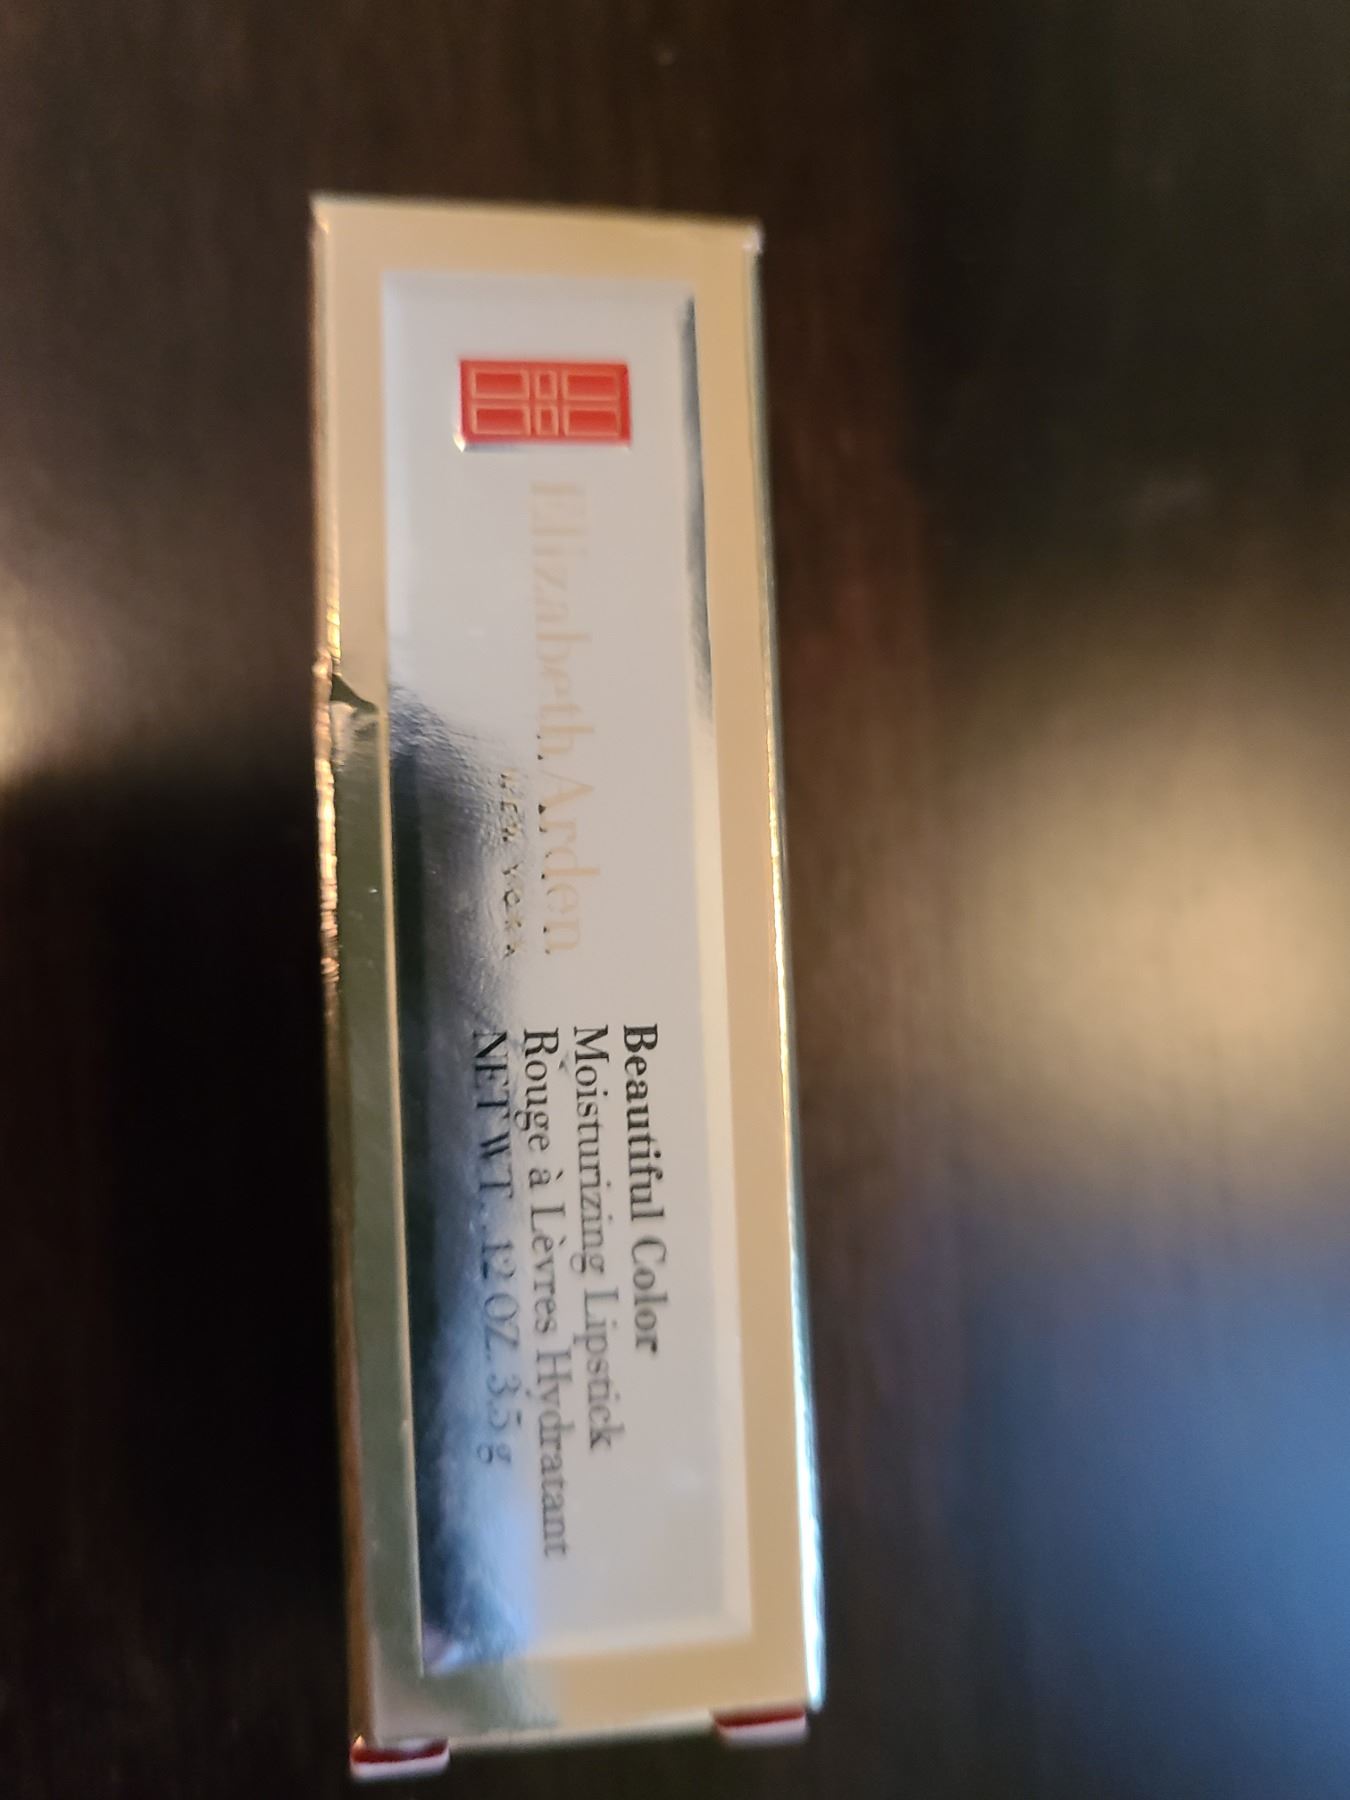 Elizabeth Arden
NEW YORK
Beautiful Color
Moisturizing Lipstick
Rouge à Lèvres Hydratant
NET WT. .12 OZ. 3.5 g